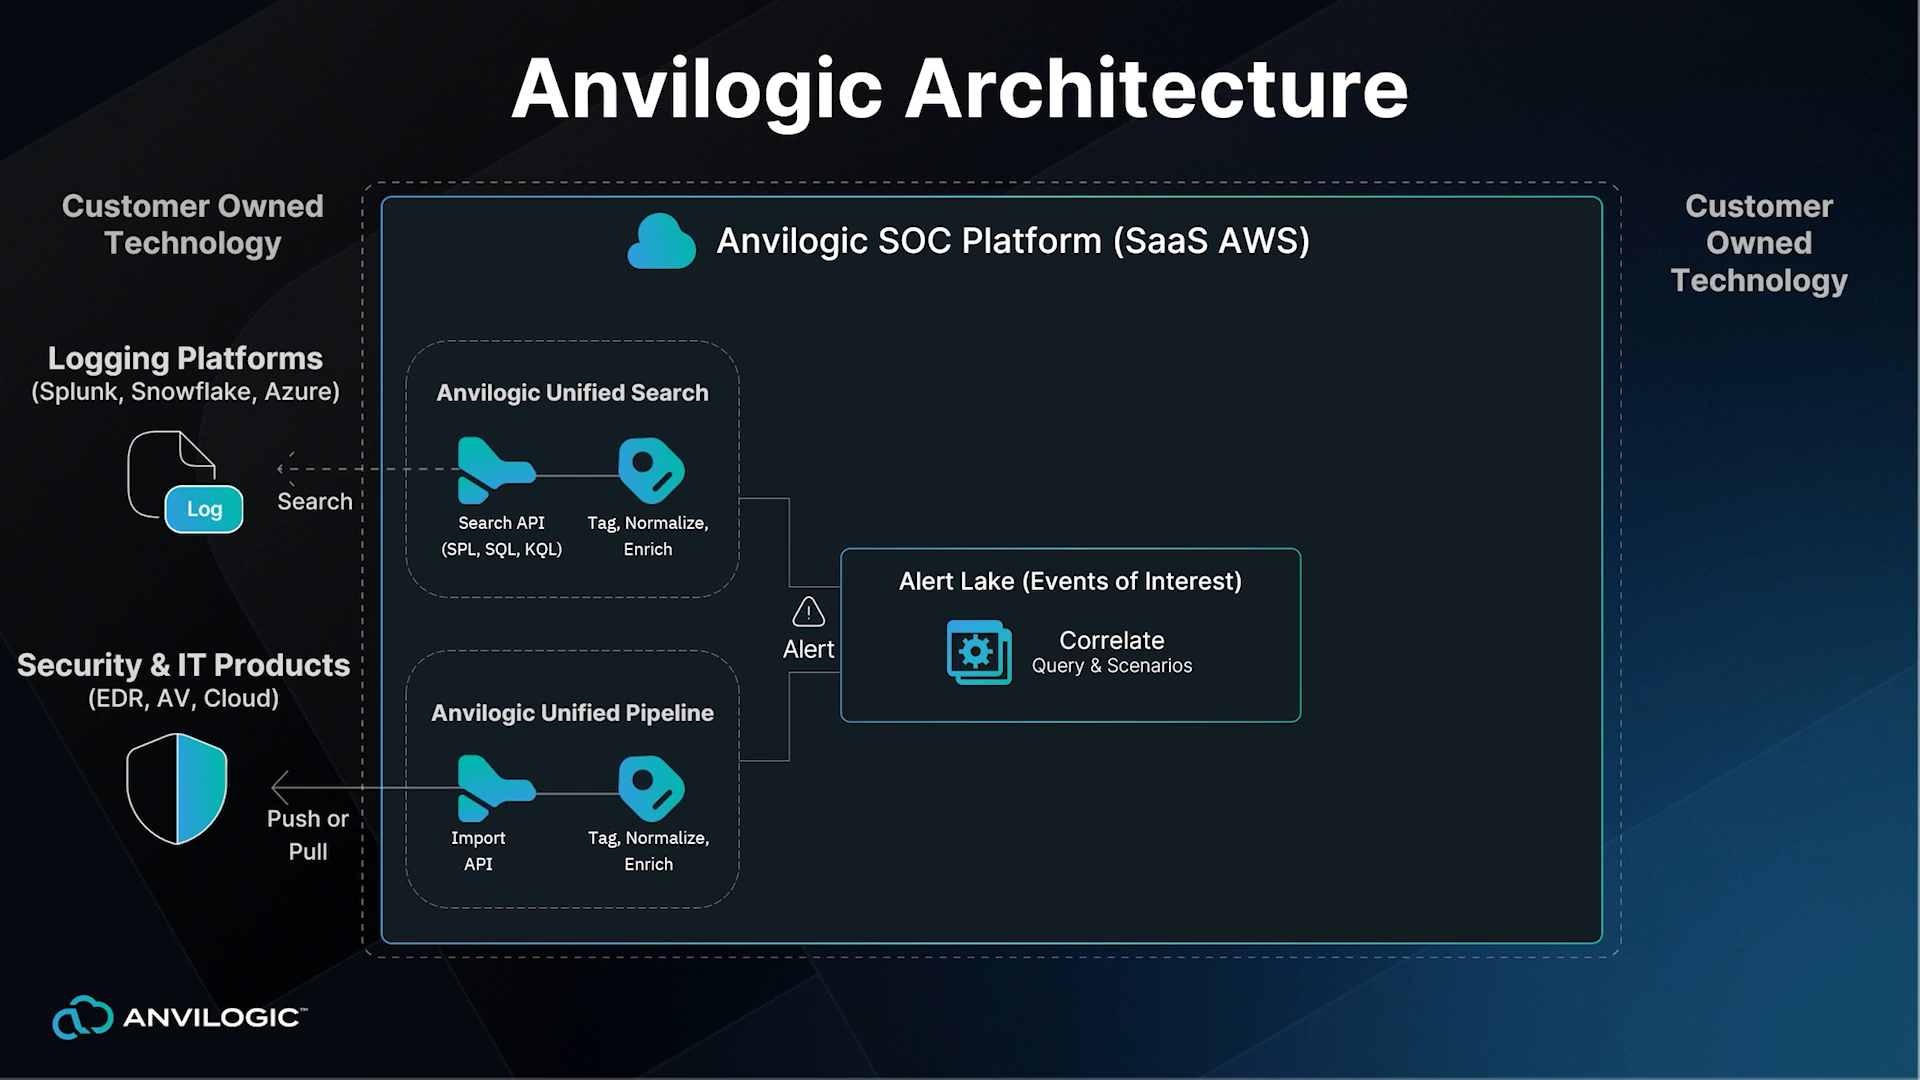 Anvilogic Architecture
Customer Owned
Technology
Customer
Owned
Technology
Anvilogic SOC Platform (SaaS AWS)
Logging Platforms
(Splunk, Snowflake, Azure)
Log
Search
Anvilogic Unified Search
Search API
(SPL, SQL, KQL)
Tag, Normalize,
Enrich
Alert
Alert Lake (Events of Interest)
Correlate
Query & Scenarios
Security & IT Products
(EDR, AV, Cloud)
Push or
Pull
Anvilogic Unified Pipeline
Import
API
Tag, Normalize,
Enrich
ANVILOGIC™